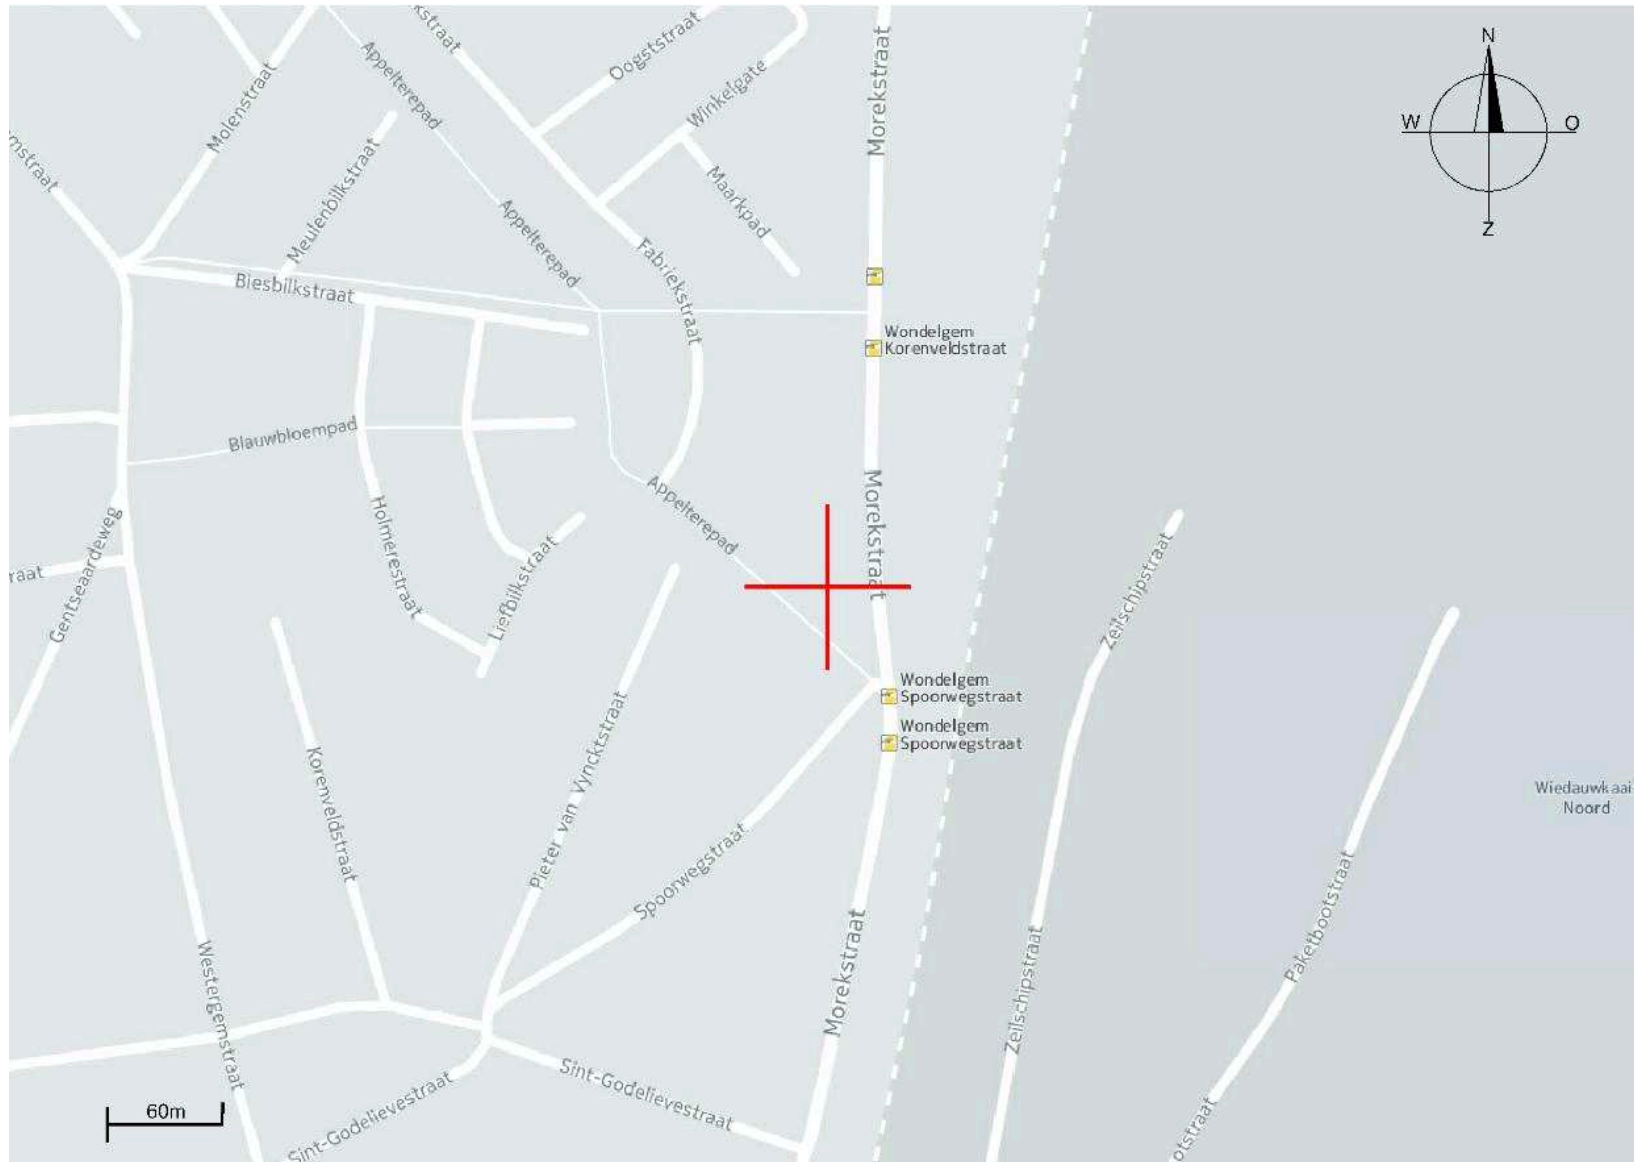 kstraat
Oogststraat
Morekstraat
N
Appelterepad
Molenstraat
Winkelgate
W
O
mstraat
Meulenbilkstraat
Maarkpad
Z
Appelterepad
Fabriekstraat
Biesbilkstraat
Wondelgem
Korenveldstraat
Blauwbloempad
Appelterepad
Morekstraat
Holmerestraat
Gentseaardeweg
raat
Liefbilkstraat
Zeilschipstraat
Wondelgem
Spoorwegstraat
Wondelgem
Spoorwegstraat
Korenveldstraat
Pieter van Vyncktstraat
Wiedauwkaai
Noord
Spoorwegstraat
Paketbootstraat
Morekstraat
Westergemstraat
Zeilschipstraat
Sint-Godelievestraat
Sint-Godelievestraat
60m
otstraat